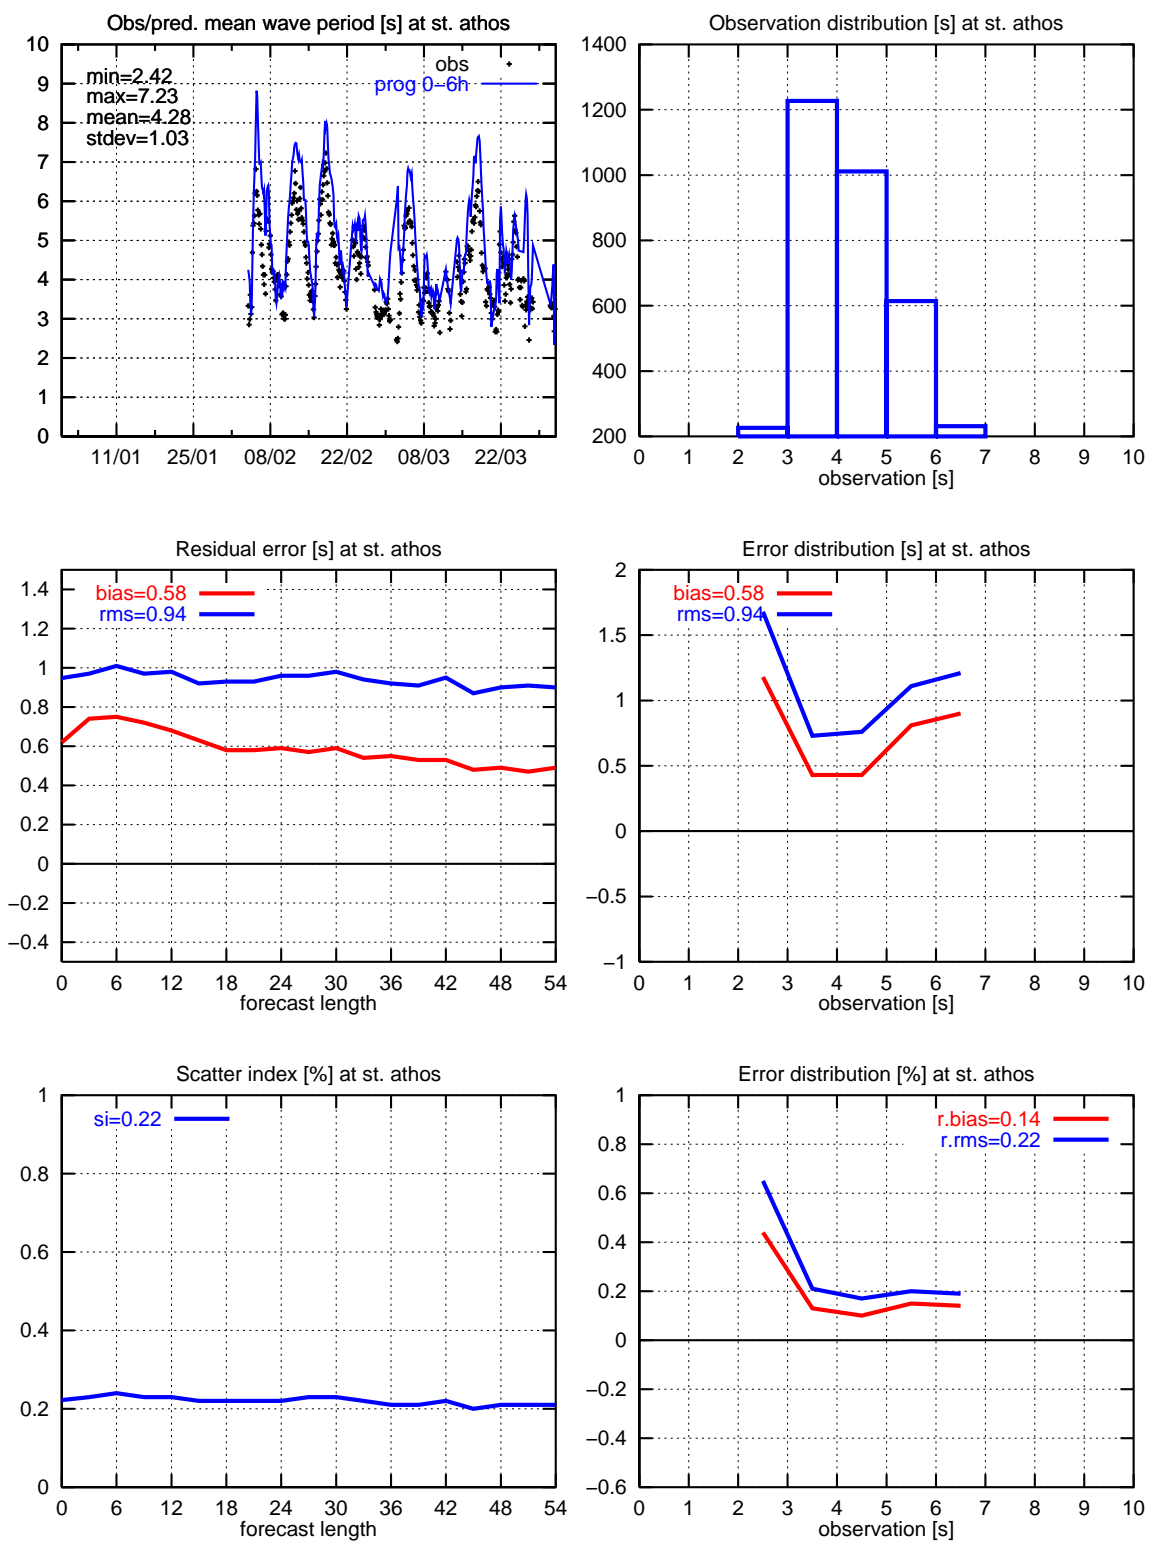 Obs/pred. mean wave period [s] at st. athos
10
9
8
7
6
5
4
3
2
1
0
min=2.42
max=7.23
mean=4.28
stdev=1.03
obs
prog 0−6h
11/01 25/01 08/02 22/02 08/03 22/03
Observation distribution [s] at st. athos
1400
1200
1000
800
600
400
200
0 1 2 3 4 5 6 7 8 9 10
observation [s]
Residual error [s] at st. athos
1.4
1.2
1
0.8
0.6
0.4
0.2
0
−0.2
−0.4
bias=0.58
rms=0.94
0 6 12 18 24 30 36 42 48 54
forecast length
Error distribution [s] at st. athos
2
1.5
1
0.5
0
−0.5
−1
bias=0.58
rms=0.94
0 1 2 3 4 5 6 7 8 9 10
observation [s]
Scatter index [%] at st. athos
1
0.8
0.6
0.4
0.2
0
si=0.22
0 6 12 18 24 30 36 42 48 54
forecast length
Error distribution [%] at st. athos
1
0.8
0.6
0.4
0.2
0
−0.2
−0.4
−0.6
r.bias=0.14
r.rms=0.22
0 1 2 3 4 5 6 7 8 9 10
observation [s]